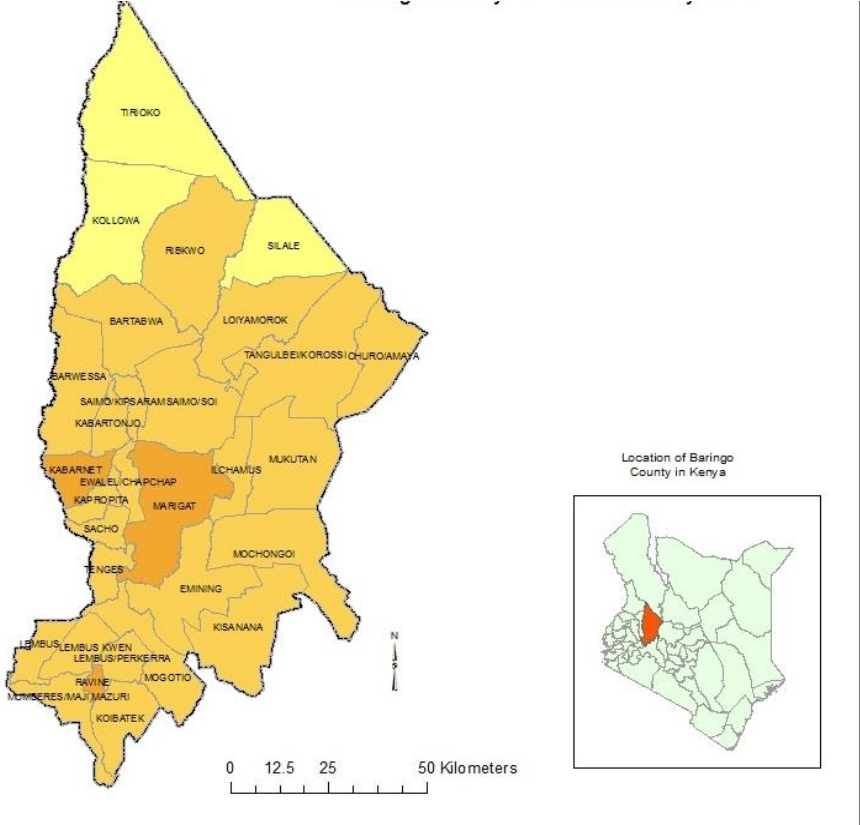 TIRIOKO
KOLLOWA
RIBKWO
SILALE
BARTABWA
LOIYAMOROK
TANGULBEI/KOROSSI
CHURO/AMAYA
BARWESSA
SAIMO/KIPSARAM
SAIMO/SOI
KABARTONJO
KABARNET
EWALEL/CHAPCHAP
ILCHAMUS
MUKUTAN
KAPROPITA
MARIGAT
SACHO
MOCHONGOI
TENGES
EMINING
KISANANA
LEMBUS
LEMBUS KWEN
LEMBUS/PERKERRA
RAVINE
MOGOTIO
MUMBERES/MAJI MAZURI
KOIBATEK
Location of Baringo
County in Kenya
N
0 12.5 25 50 Kilometers